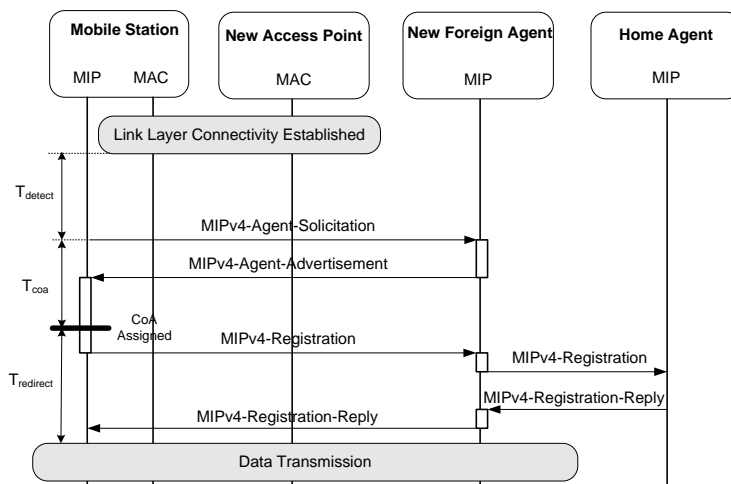 Mobile Station
New Access Point
New Foreign Agent
Home Agent
MIP
MAC
MAC
MIP
MIP
Link Layer Connectivity Established
Tdetect
MIPv4-Agent-Solicitation
MIPv4-Agent-Advertisement
Tcoa
CoA
Assigned
MIPv4-Registration
MIPv4-Registration
Tredirect
MIPv4-Registration-Reply
MIPv4-Registration-Reply
Data Transmission